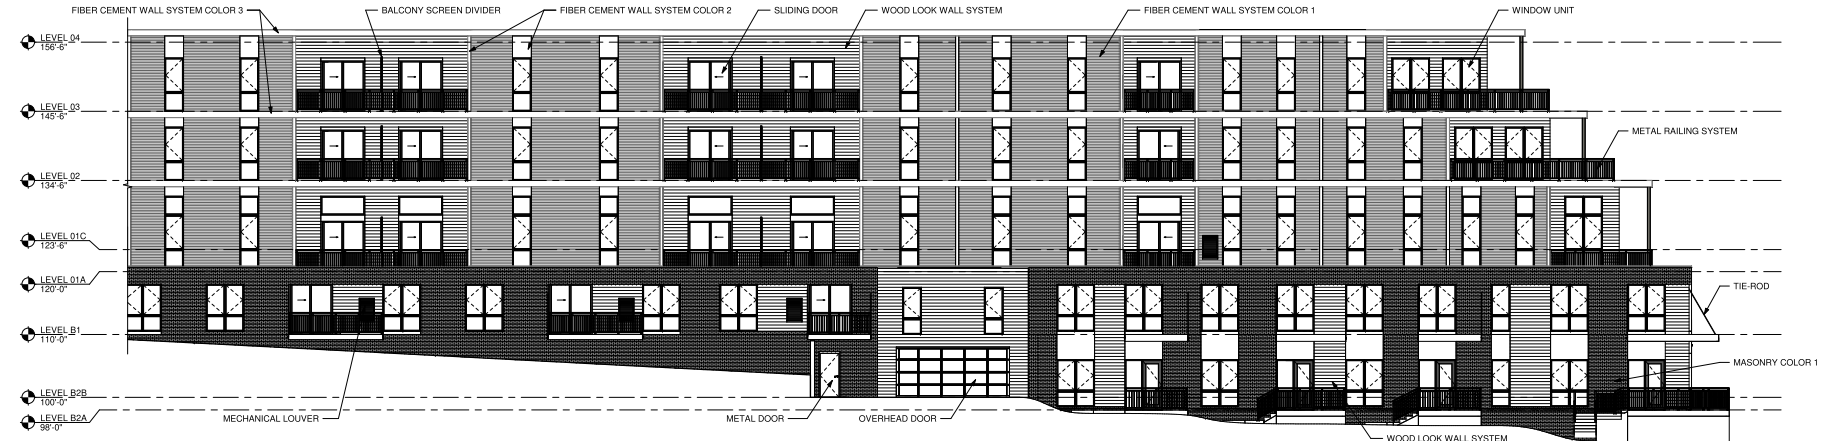 FIBER CEMENT WALL SYSTEM COLOR 3
BALCONY SCREEN DIVIDER
FIBER CEMENT WALL SYSTEM COLOR 2
SLIDING DOOR
WOOD LOOK WALL SYSTEM
FIBER CEMENT WALL SYSTEM COLOR 1
WINDOW UNIT
LEVEL 04
156'-6"
LEVEL 03
145'-6"
METAL RAILING SYSTEM
LEVEL 02
134'-6"
LEVEL 01C
123'-6"
LEVEL 01A
120'-0"
TIE-ROD
LEVEL B1
110'-0"
MASONRY COLOR 1
LEVEL B2B
100'-0"
LEVEL B2A
98'-0"
MECHANICAL LOUVER
METAL DOOR
OVERHEAD DOOR
WOOD LOOK WALL SYSTEM